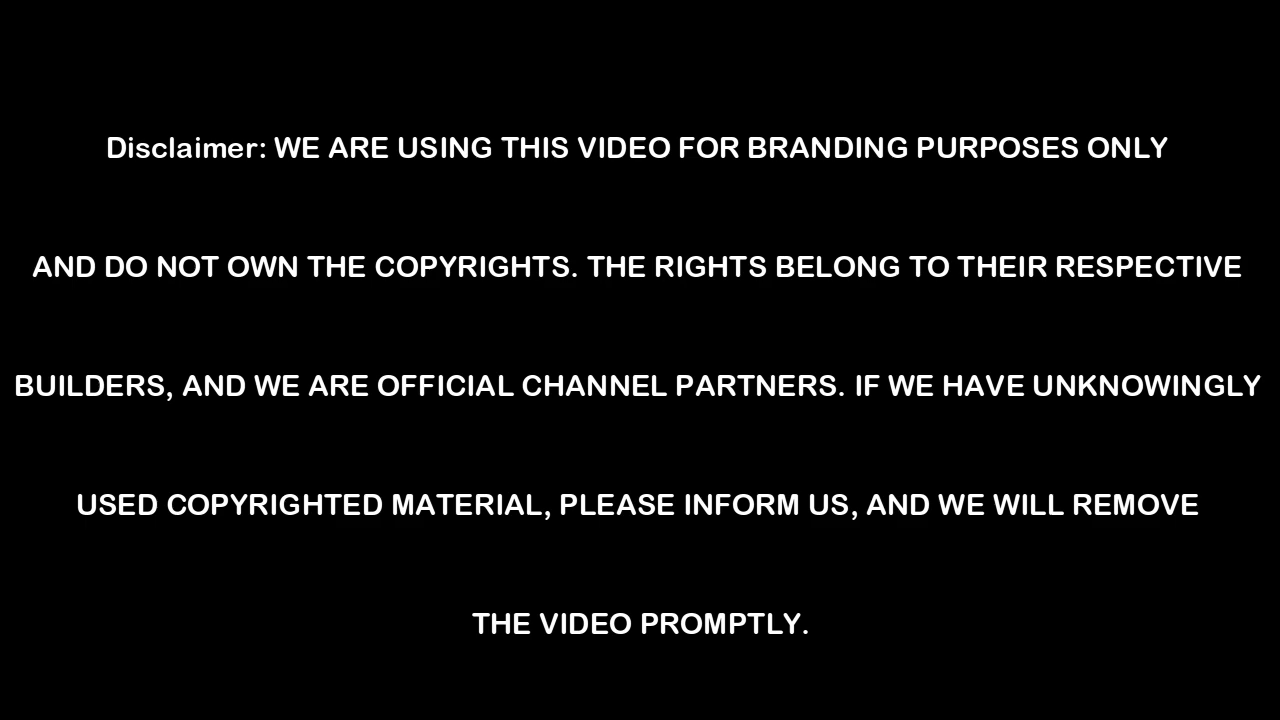 Disclaimer: WE ARE USING THIS VIDEO FOR BRANDING PURPOSES ONLY
AND DO NOT OWN THE COPYRIGHTS. THE RIGHTS BELONG TO THEIR RESPECTIVE
BUILDERS, AND WE ARE OFFICIAL CHANNEL PARTNERS. IF WE HAVE UNKNOWINGLY
USED COPYRIGHTED MATERIAL, PLEASE INFORM US, AND WE WILL REMOVE
THE VIDEO PROMPTLY.